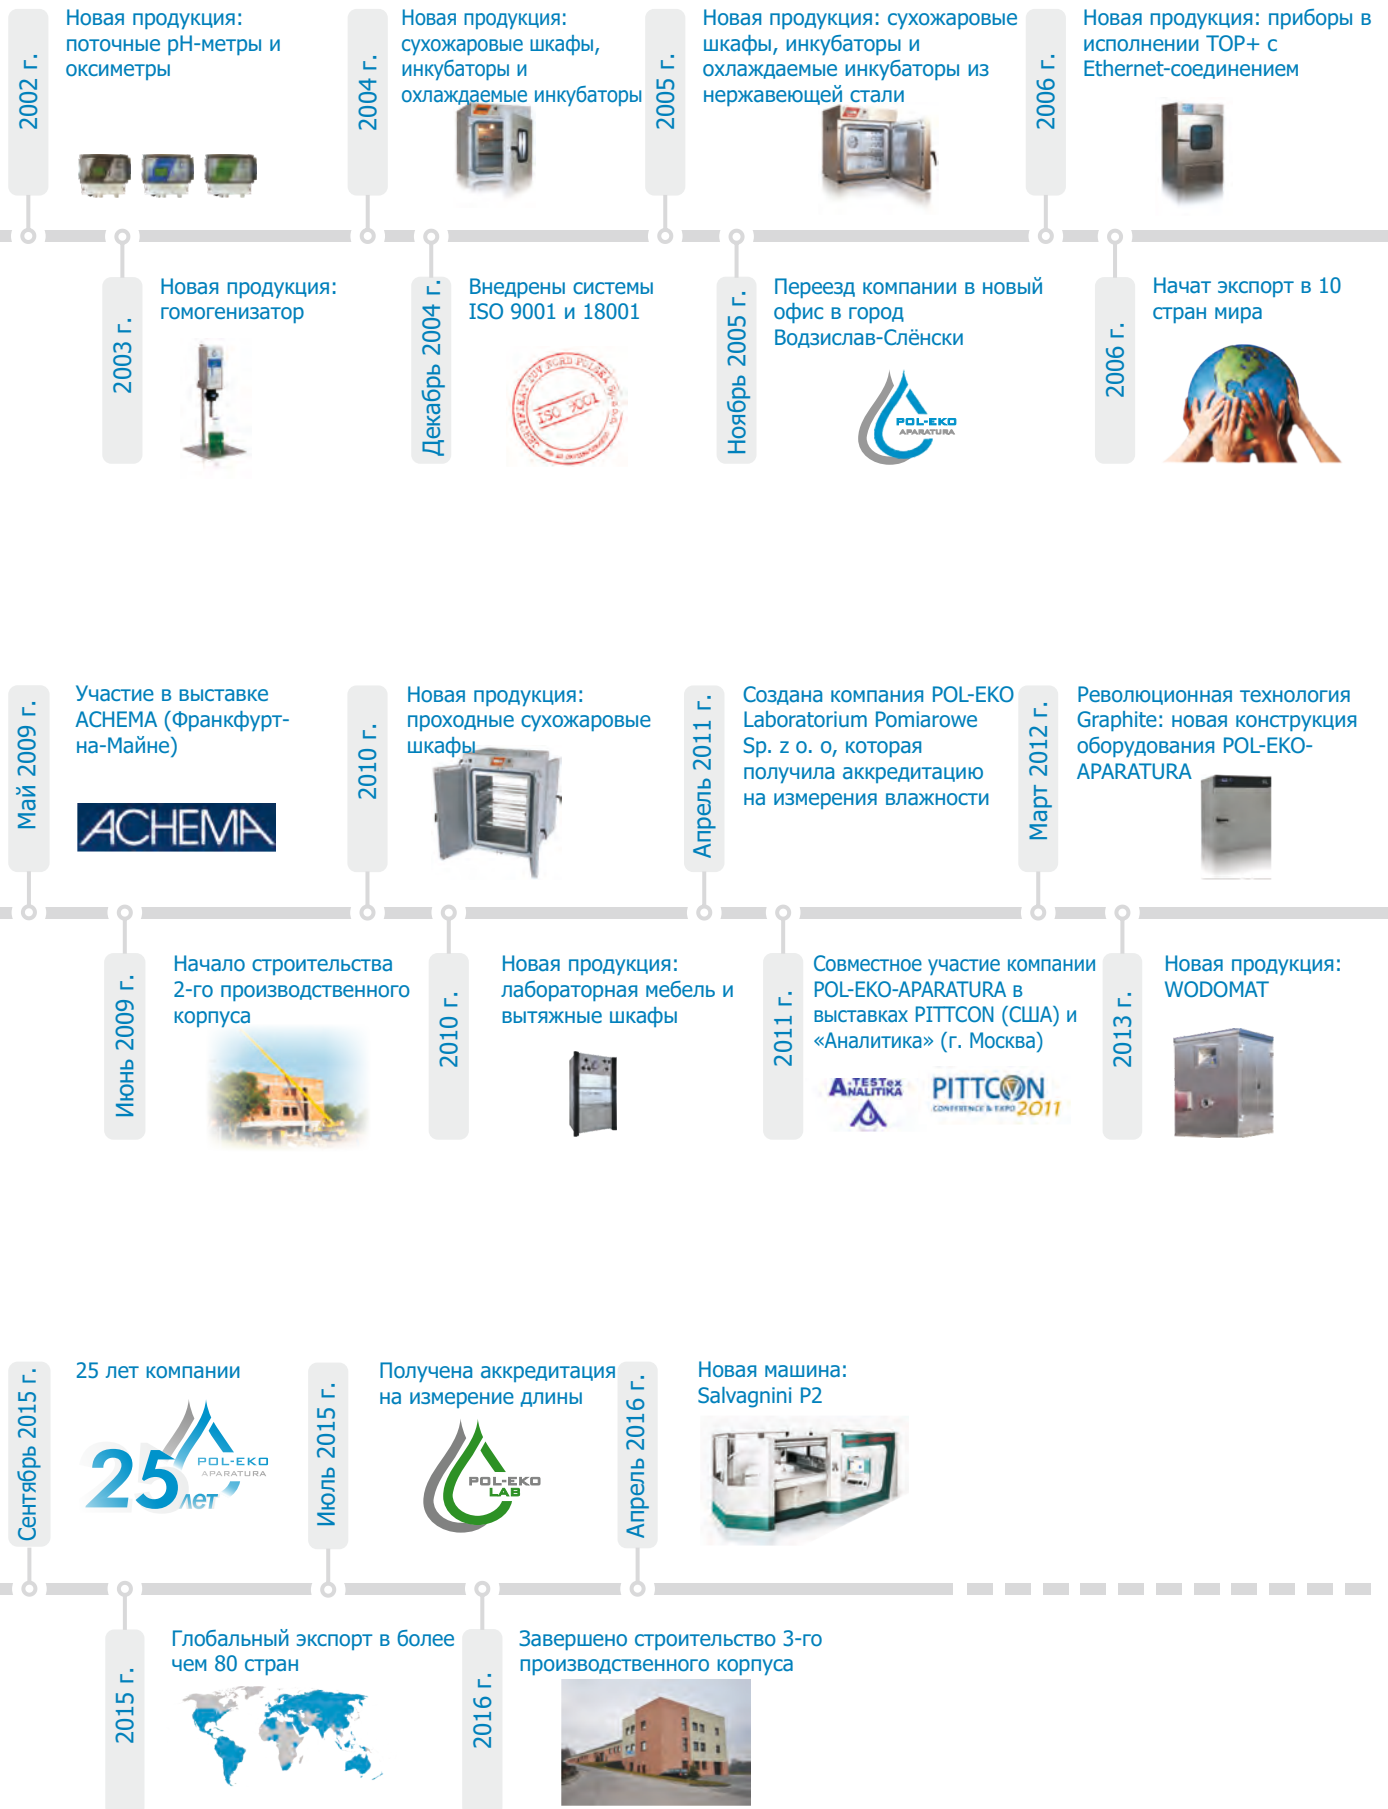 2002 г.
Новая продукция:
поточные pH-метры и
оксиметры
2003 г.
Новая продукция:
гомогенизатор
2004 г.
Новая продукция:
сухожаровые шкафы,
инкубаторы и
охлаждаемые инкубаторы
Декабрь 2004 г.
Внедрены системы
ISO 9001 и 18001
ISO 9001
2005 г.
Новая продукция: сухожаровые
шкафы, инкубаторы и
охлаждаемые инкубаторы из
нержавеющей стали
Ноябрь 2005 г.
Переезд компании в новый
офис в город
Водзислав-Слёнски
POL-EKO
APARATURA
2006 г.
Новая продукция: приборы в
исполнении TOP+ с
Ethernet-соединением
2006 г.
Начат экспорт в 10
стран мира
Май 2009 г.
Участие в выставке
ACHEMA (Франкфурт-
на-Майне)
ACHEMA
Июнь 2009 г.
Начало строительства
2-го производственного
корпуса
2010 г.
Новая продукция:
проходные сухожаровые
шкафы
2010 г.
Новая продукция:
лабораторная мебель и
вытяжные шкафы
Апрель 2011 г.
Создана компания POL-EKO
Laboratorium Pomiarowe
Sp. z o. o, которая
получила аккредитацию
на измерения влажности
2011 г.
Совместное участие компании
POL-EKO-APARATURA в
выставках PITTCON (США) и
«Аналитика» (г. Москва)
A-TESTex
ANALITIKA
PITTCON
CONFERENCE & EXPO 2011
Март 2012 г.
Революционная технология
Graphite: новая конструкция
оборудования POL-EKO-
APARATURA
2013 г.
Новая продукция:
WODOMAT
Сентябрь 2015 г.
25 лет компании
POL-EKO
APARATURA
25 лет
2015 г.
Глобальный экспорт в более
чем 80 стран
Июль 2015 г.
Получена аккредитация
на измерение длины
POL-EKO
LAB
2016 г.
Завершено строительство 3-го
производственного корпуса
Апрель 2016 г.
Новая машина:
Salvagnini P2